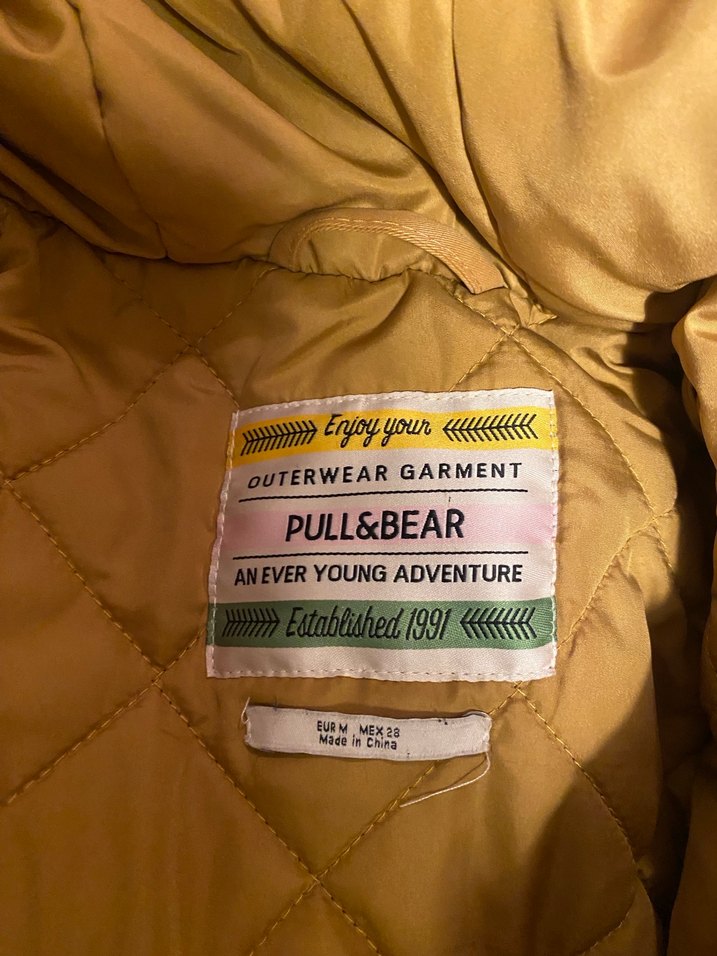 Enjoy your
OUTERWEAR GARMENT
PULL&BEAR
AN EVER YOUNG ADVENTURE
Established 1991
EUR M MEX 28
Made in China